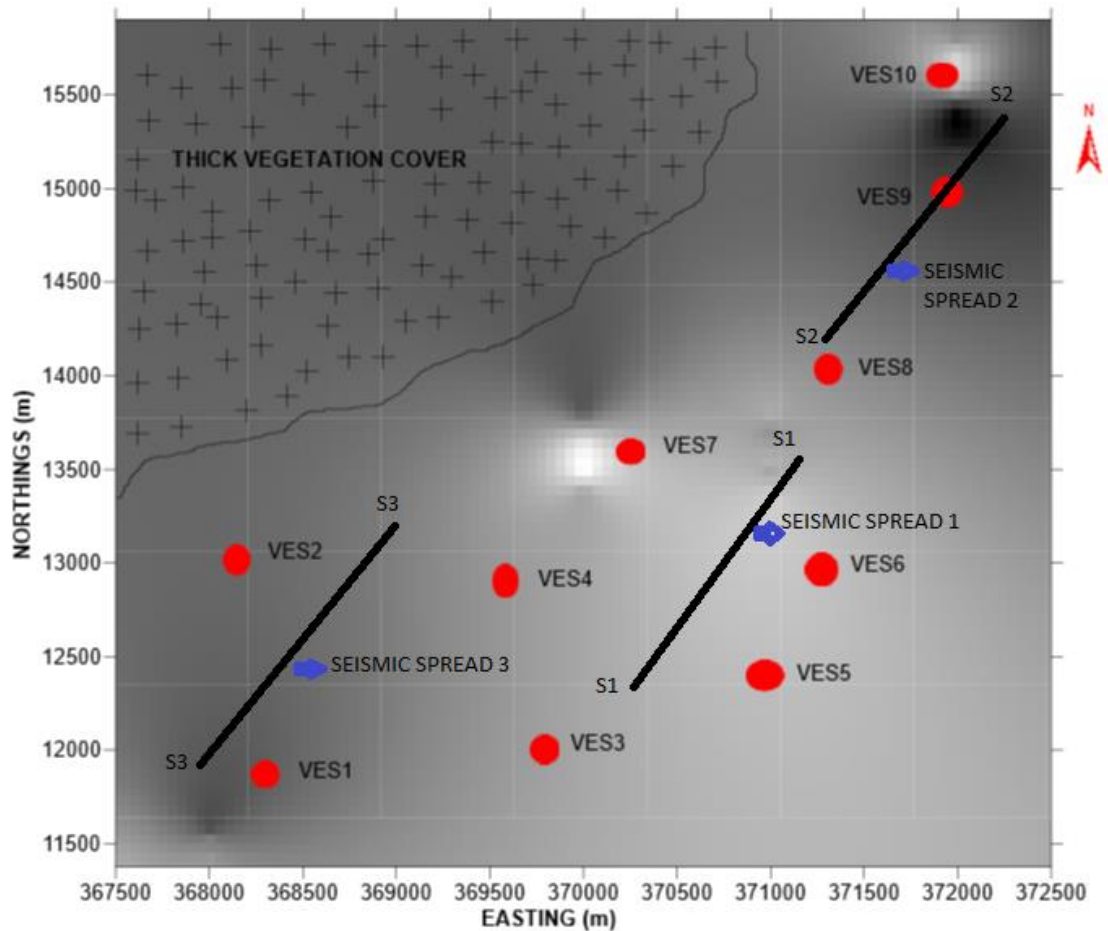 VES10
S2
15500
N
THICK VEGETATION COVER
15000
VES9
14500
SEISMIC
SPREAD 2
S2
14000
VES8
S1
13500
VES7
S3
SEISMIC SPREAD 1
NORTHINGS (m)
13000
VES2
VES4
VES6
12500
SEISMIC SPREAD 3
S1
VES5
12000
S3
VES1
VES3
11500
367500 368000 368500 369000 369500 370000 370500 371000 371500 372000 372500
EASTING (m)